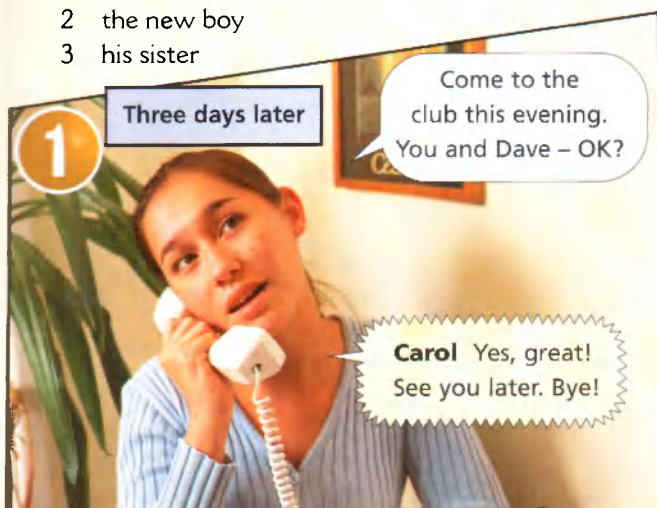 2 the new boy
3 his sister
1
Three days later
Come to the
club this evening.
You and Dave – OK?
Carol Yes, great!
See you later. Bye!